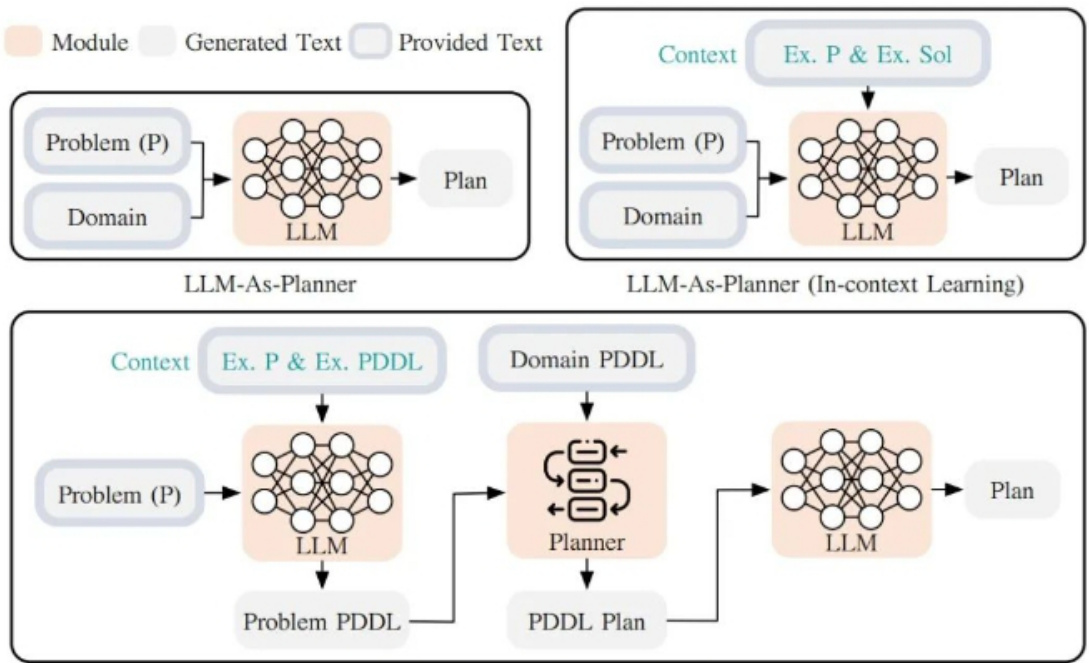 Module
Generated Text
Provided Text
Problem (P)
Domain
LLM
Plan
LLM-As-Planner
Context
Ex. P & Ex. Sol
Problem (P)
Domain
LLM
Plan
LLM-As-Planner (In-context Learning)
Context
Ex. P & Ex. PDDL
Domain PDDL
Problem (P)
LLM
Planner
LLM
Plan
Problem PDDL
PDDL Plan